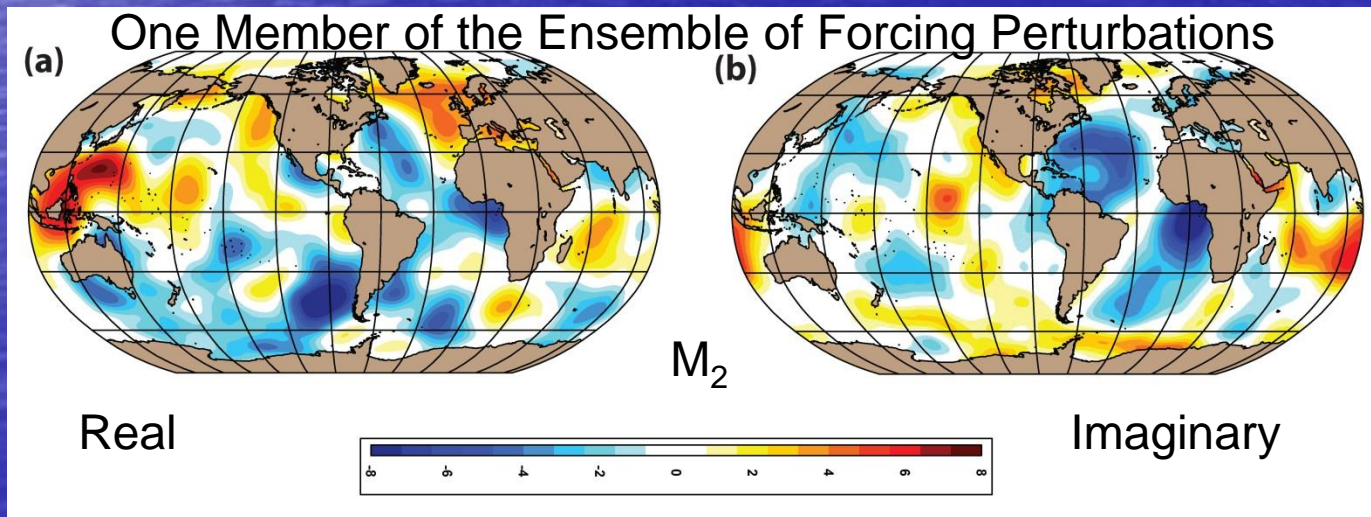 One Member of the Ensemble of Forcing Perturbations
(a)
(b)
M₂
Real
Imaginary
-8 -6 -4 -2 0 2 4 6 8